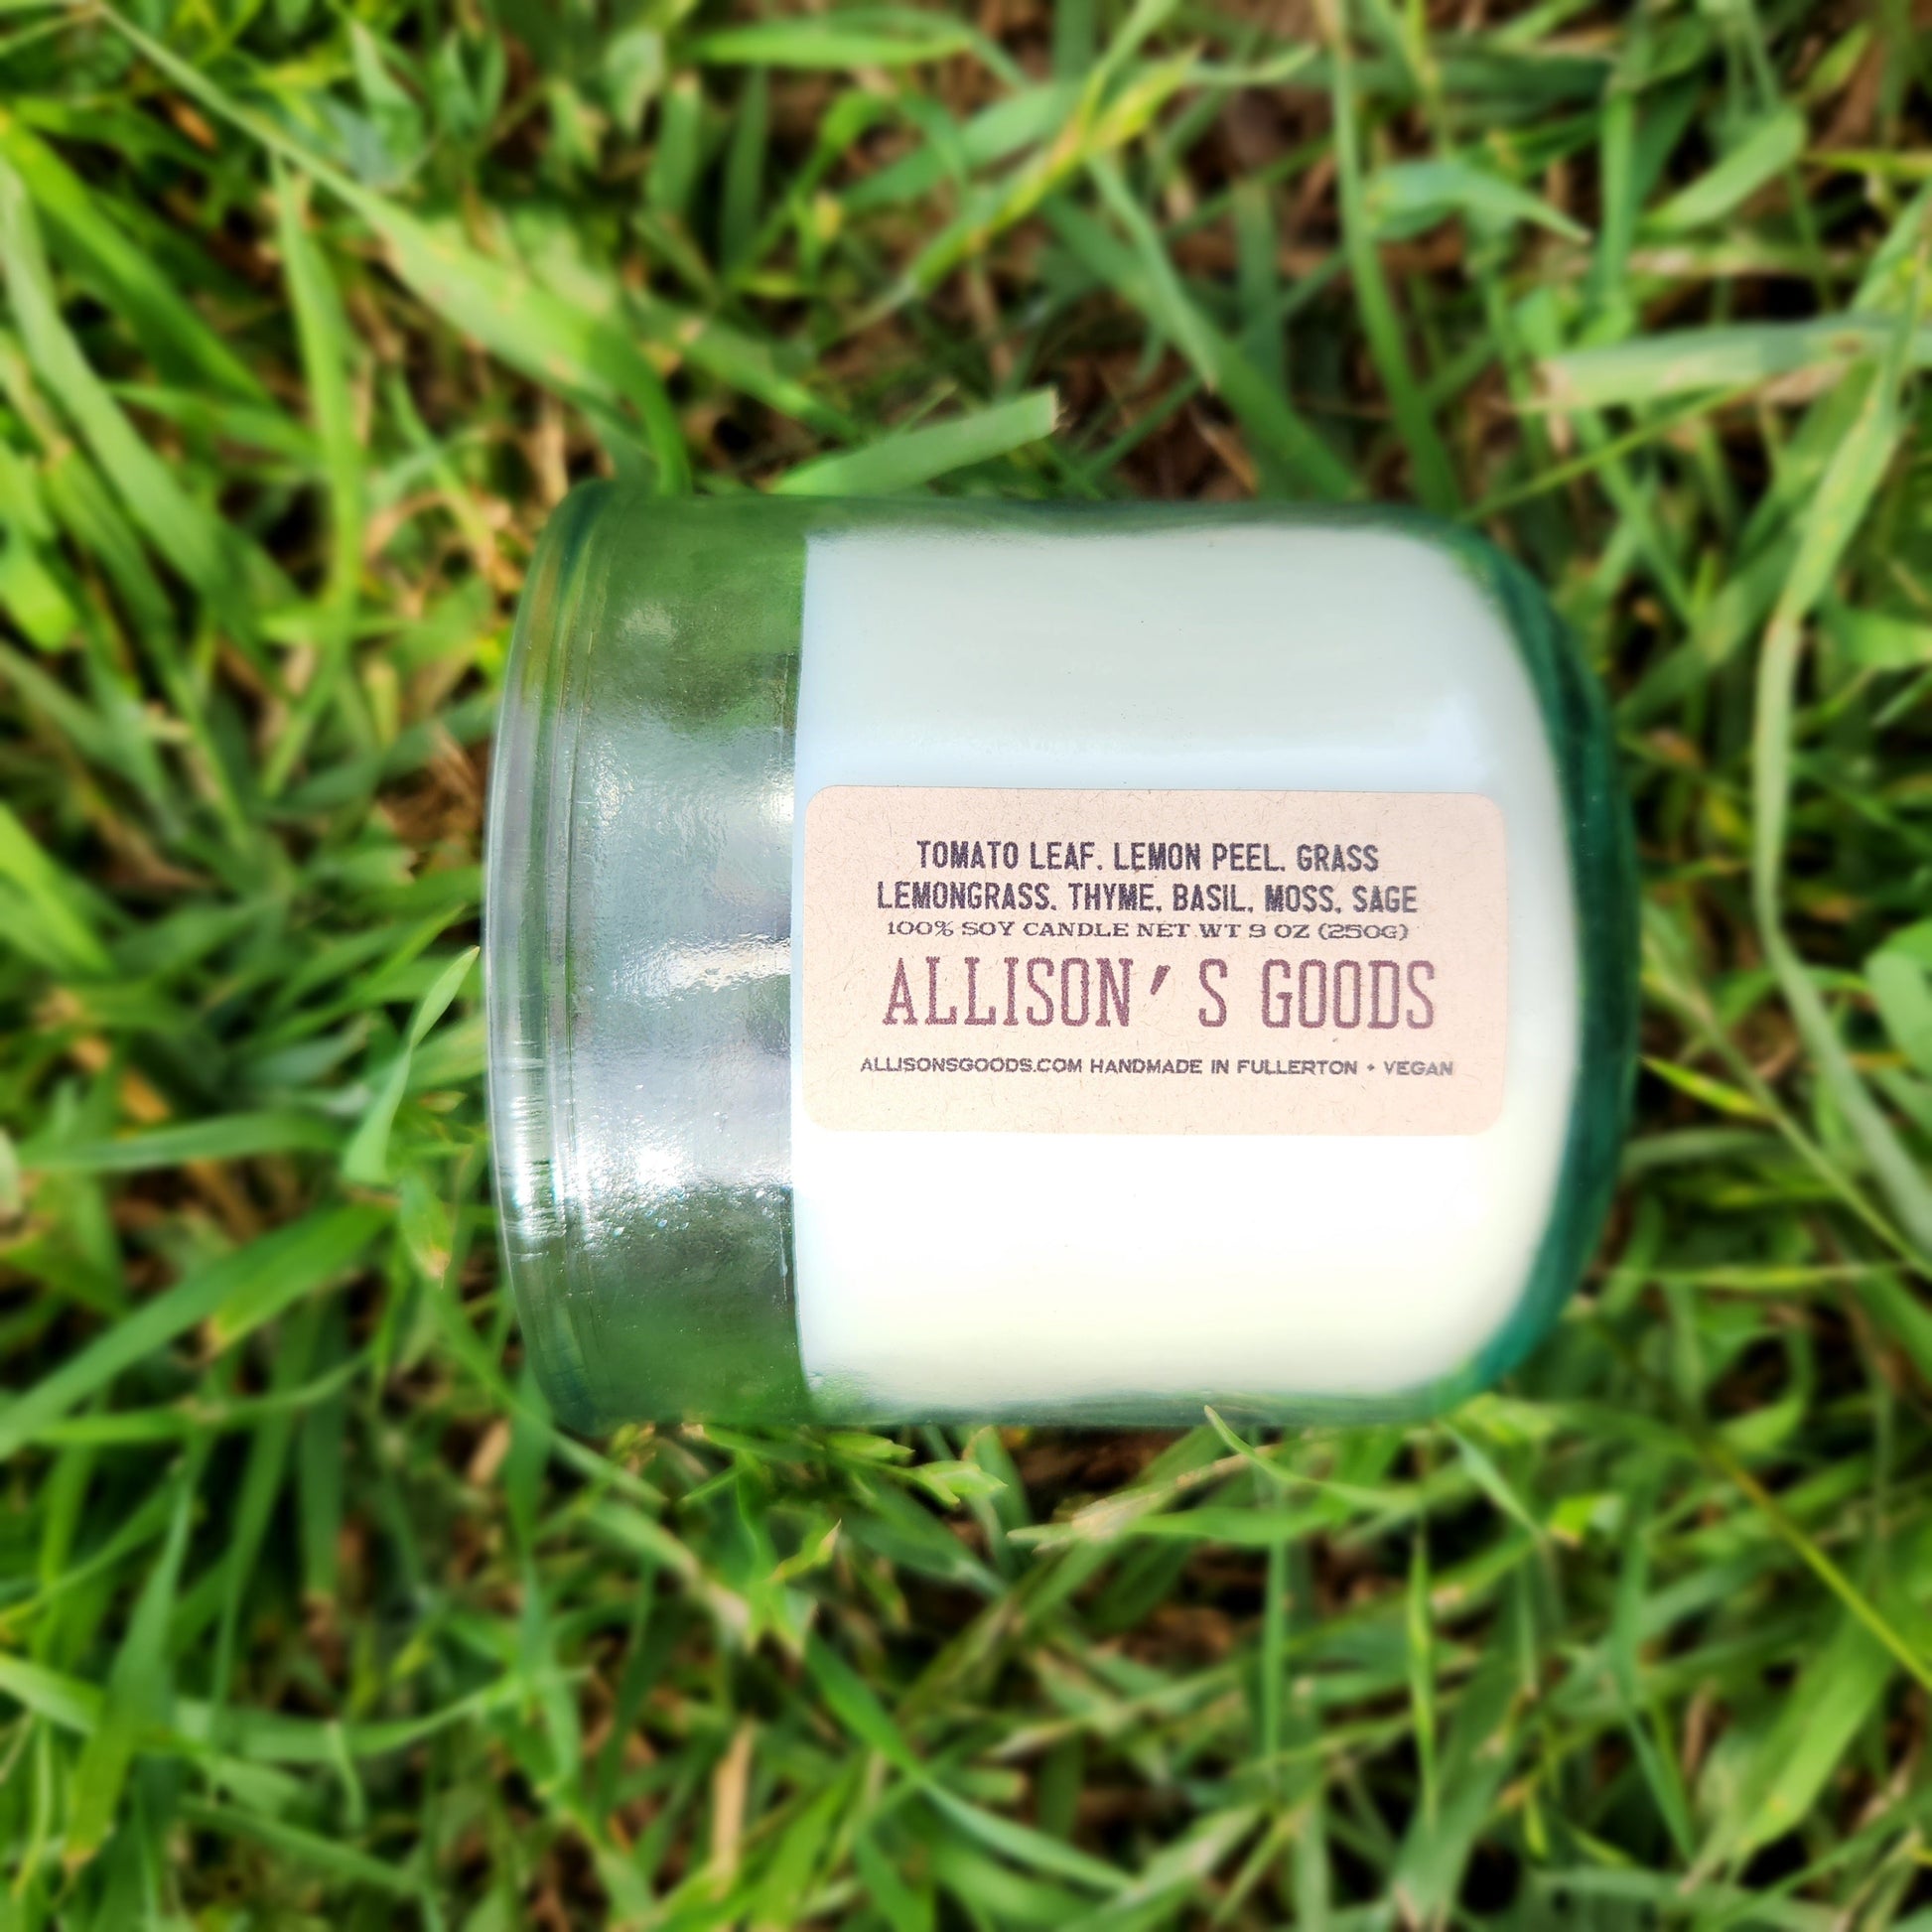 TOMATO LEAF. LEMON PEEL. GRASS
LEMONGRASS. THYME, BASIL, MOSS, SAGE
100% SOY CANDLE NET WT 9 OZ (250G)
ALLISON'S GOODS
ALLISONSGOODS.COM HANDMADE IN FULLERTON • VEGAN